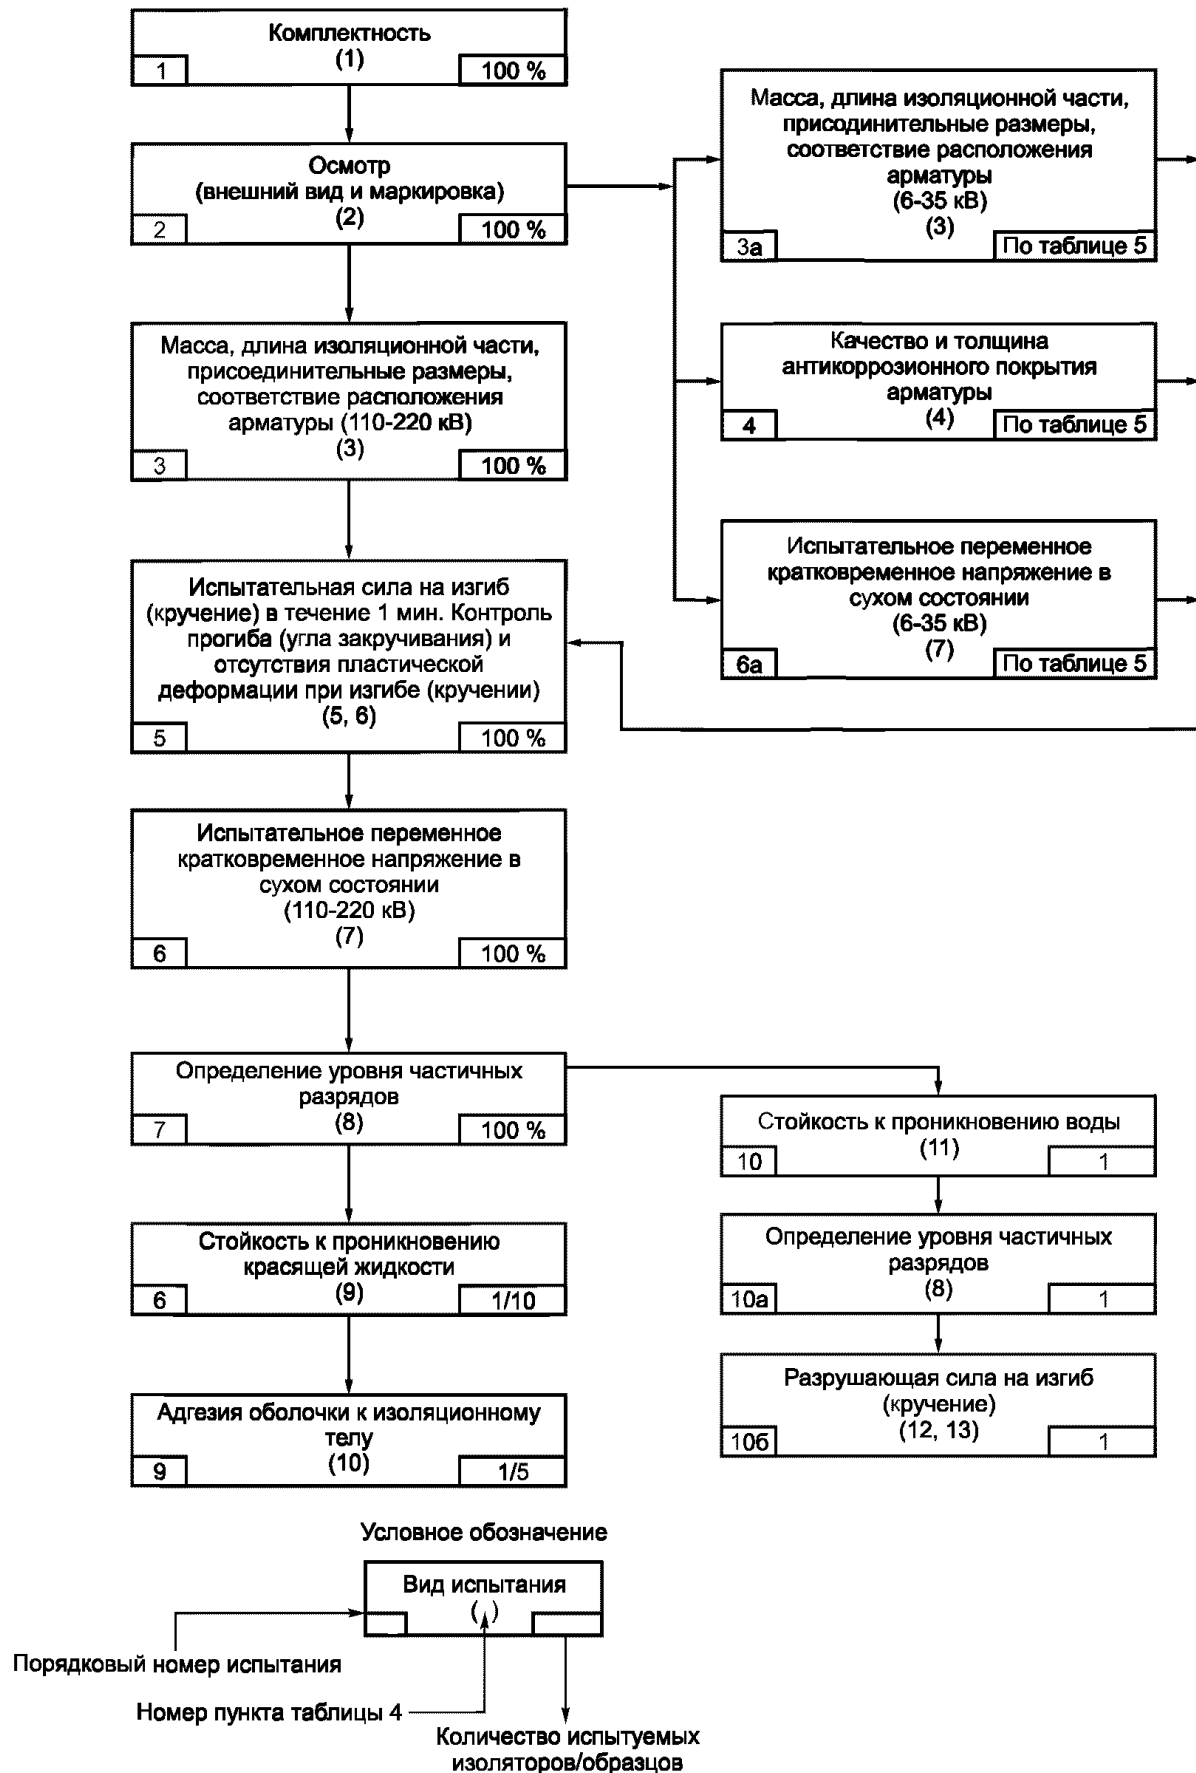 Комплектность
(1)
1
100 %
Осмотр
(внешний вид и маркировка)
(2)
2
100 %
Масса, длина изоляционной части,
присоединительные размеры,
соответствие расположения
арматуры (110-220 кВ)
(3)
3
100 %
Испытательная сила на изгиб
(кручение) в течение 1 мин. Контроль
прогиба (угла закручивания) и
отсутствия пластической
деформации при изгибе (кручении)
(5, 6)
5
100 %
Испытательное переменное
кратковременное напряжение в
сухом состоянии
(110-220 кВ)
(7)
6
100 %
Определение уровня частичных
разрядов
(8)
7
100 %
Стойкость к проникновению
красящей жидкости
(9)
6
1/10
Адгезия оболочки к изоляционному
телу
(10)
9
1/5
Масса, длина изоляционной части,
присодинительные размеры,
соответствие расположения
арматуры
(6-35 кВ)
(3)
3а
По таблице 5
Качество и толщина
антикоррозионного покрытия
арматуры
(4)
4
По таблице 5
Испытательное переменное
кратковременное напряжение в
сухом состоянии
(6-35 кВ)
(7)
6а
По таблице 5
Стойкость к проникновению воды
(11)
10
1
Определение уровня частичных
разрядов
(8)
10а
1
Разрушающая сила на изгиб
(кручение)
(12, 13)
10б
1
Условное обозначение
Вид испытания
( )
Порядковый номер испытания
Номер пункта таблицы 4
Количество испытуемых
изоляторов/образцов